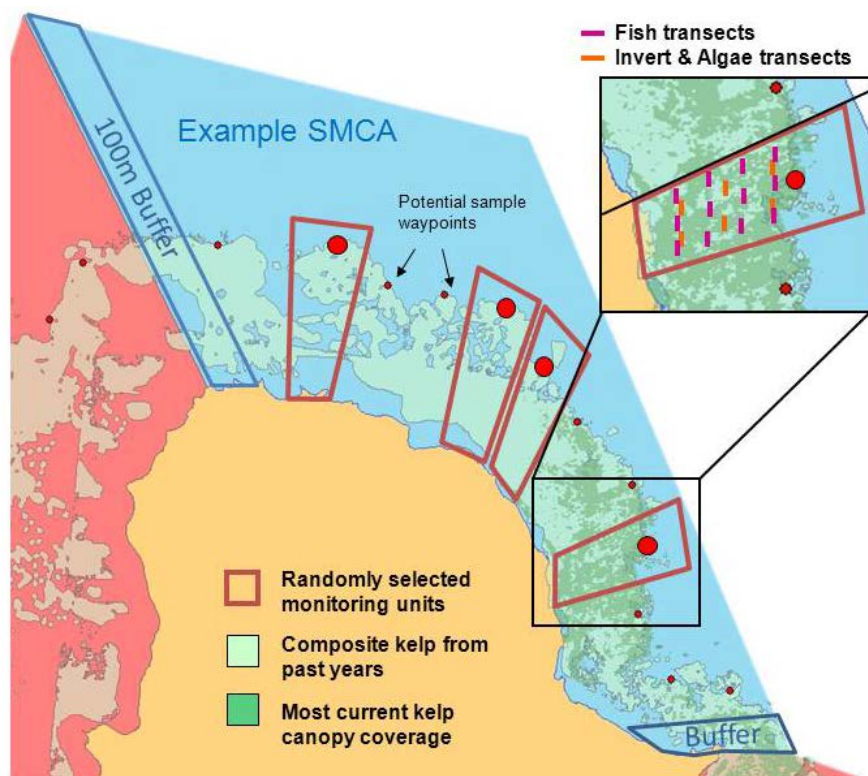 Fish transects
Invert & Algae transects
100m Buffer
Example SMCA
Potential sample
waypoints
Randomly selected
monitoring units
Composite kelp from
past years
Most current kelp
canopy coverage
Buffer